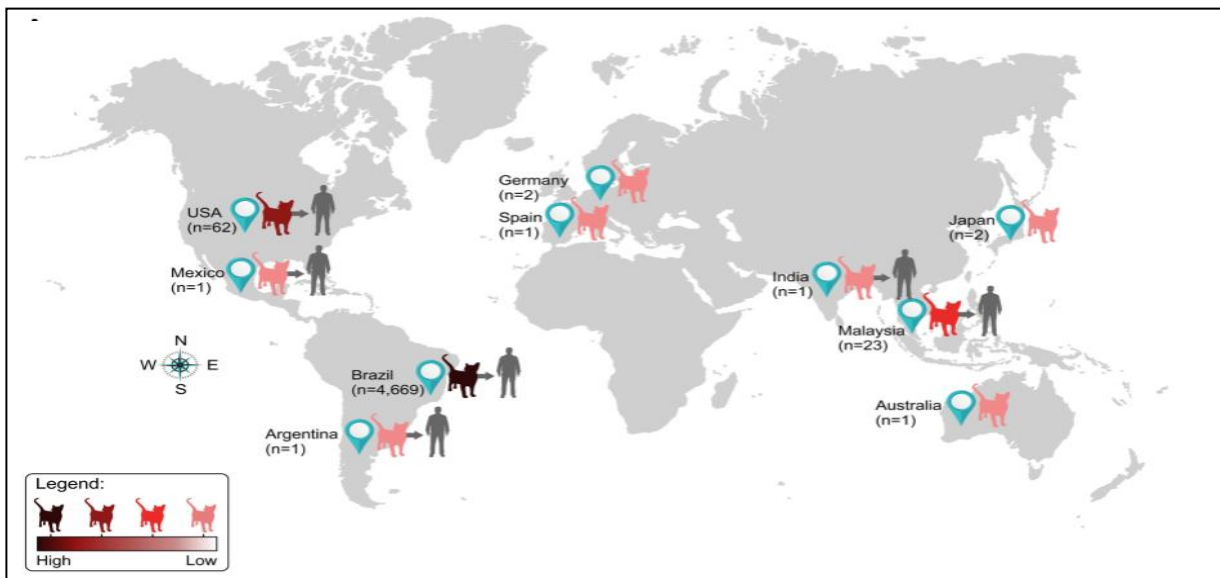 Germany
(n=2)
USA
(n=62)
Spain
(n=1)
Japan
(n=2)
Mexico
(n=1)
India
(n=1)
Malaysia
(n=23)
N
W E
S
Brazil
(n=4,669)
Australia
(n=1)
Argentina
(n=1)
Legend:
High Low